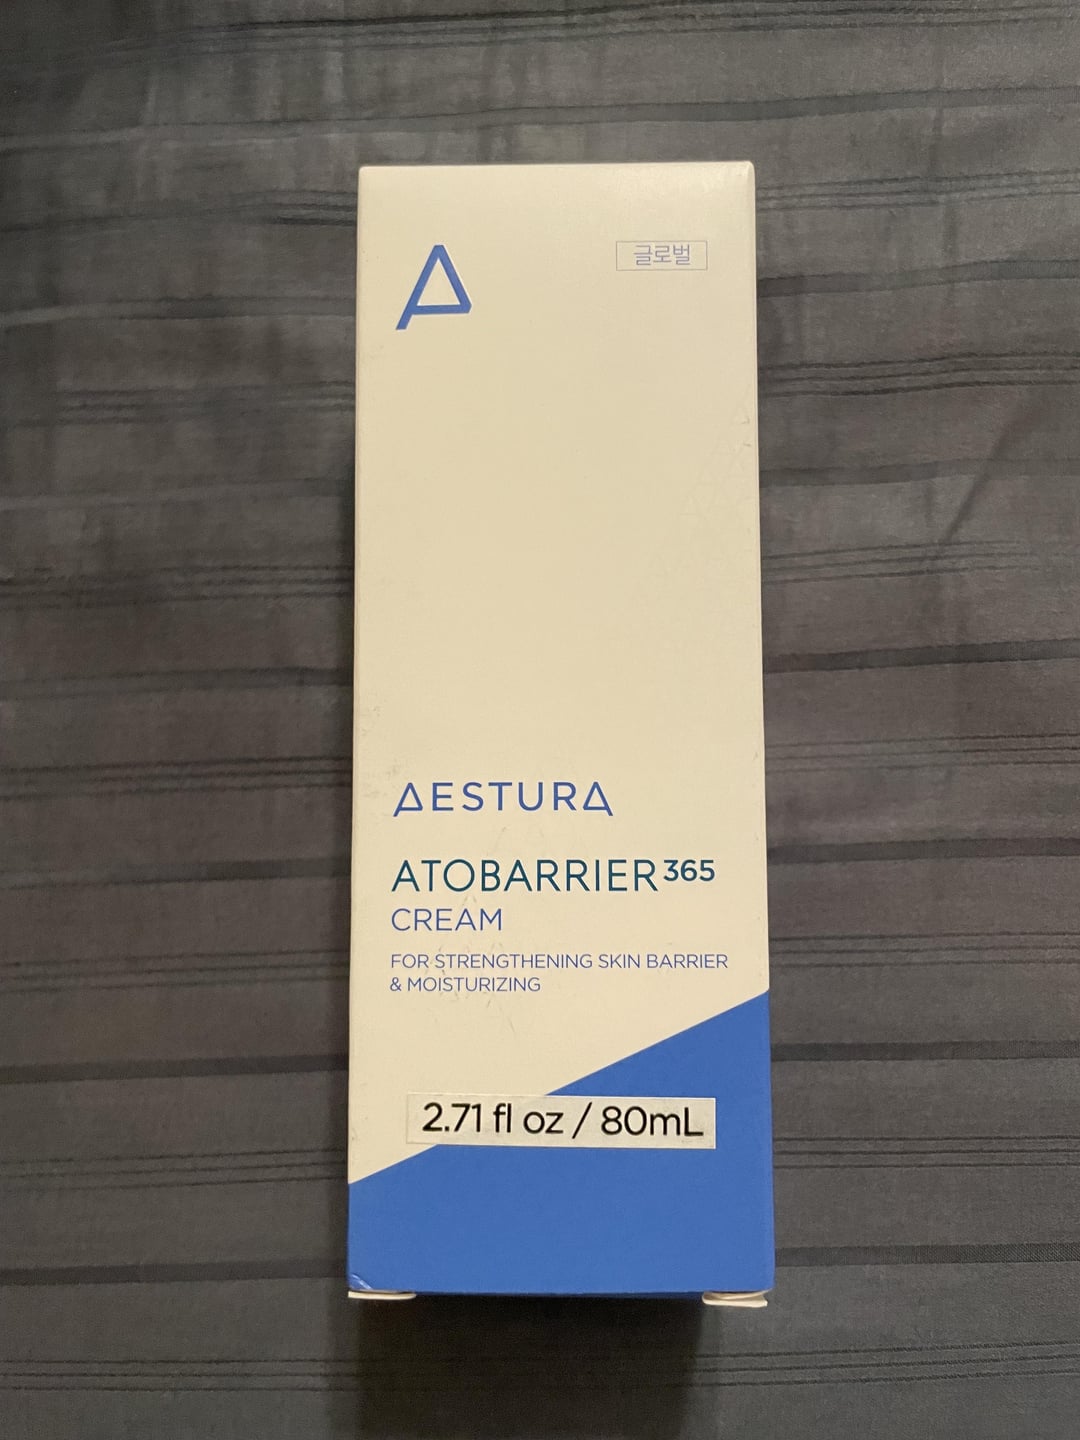 글로벌
AESTURA
ATOBARRIER365
CREAM
FOR STRENGTHENING SKIN BARRIER
& MOISTURIZING
2.71 fl oz / 80mL